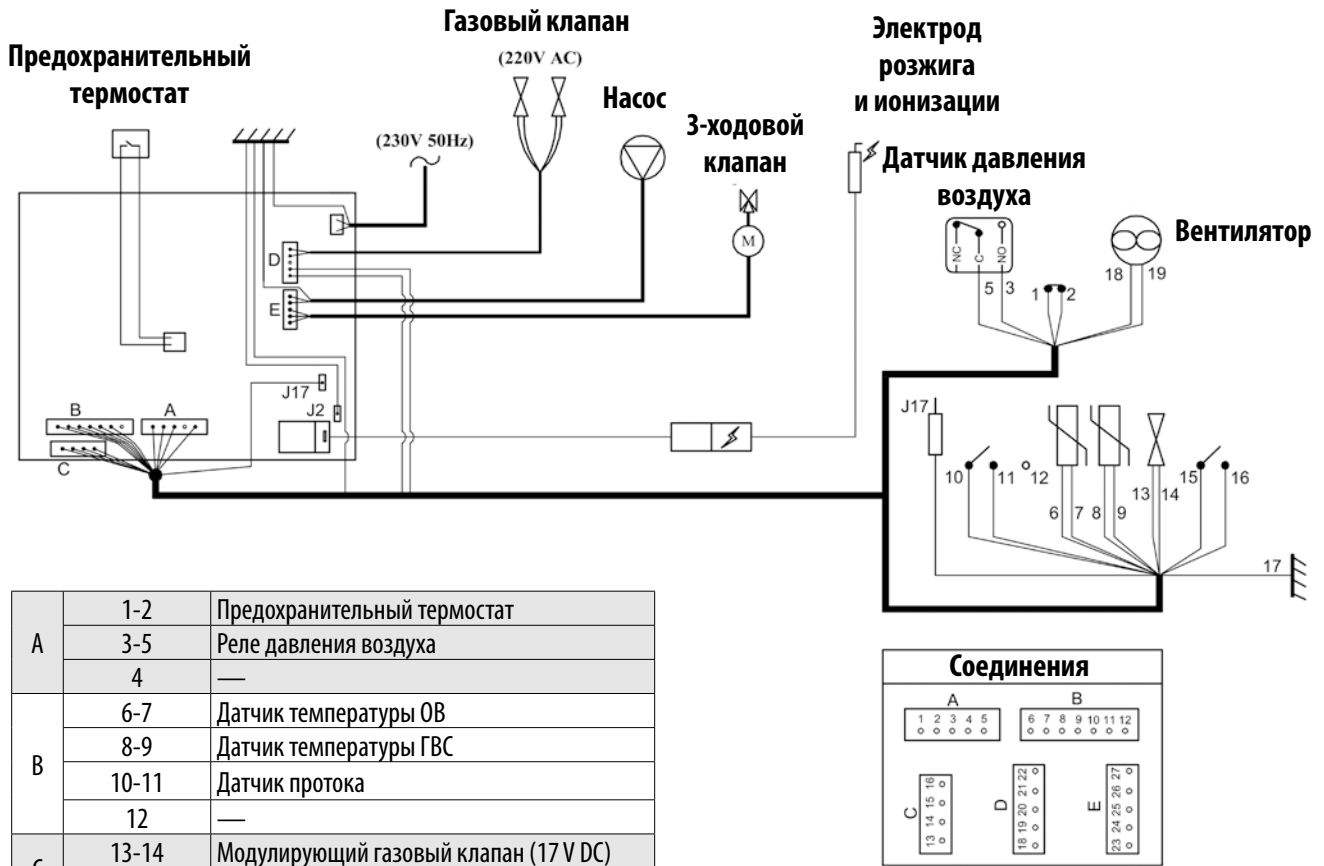 Газовый клапан
(220V AC)
Предохранительный
термостат
Электрод
розжига
и ионизации
Насос
3-ходовой
клапан
(230V 50Hz)
Датчик давления
воздуха
Вентилятор
NC
C
NO
M
D
E
5 3
1 2
18 19
J17
J2
B
A
C
J17
10 11 12
6 7 8 9
13 14
15 16
17
A
1-2 Предохранительный термостат
3-5 Реле давления воздуха
4 —
B
6-7 Датчик температуры ОВ
8-9 Датчик температуры ГВС
10-11 Датчик протока
12 —
13-14 Модулирующий газовый клапан (17 V DC)
Соединения
A B
1 2 3 4 5
6 7 8 9 10 11 12
C
13 14 15 16
D
18 19 20 21 22
E
23 24 25 26 27